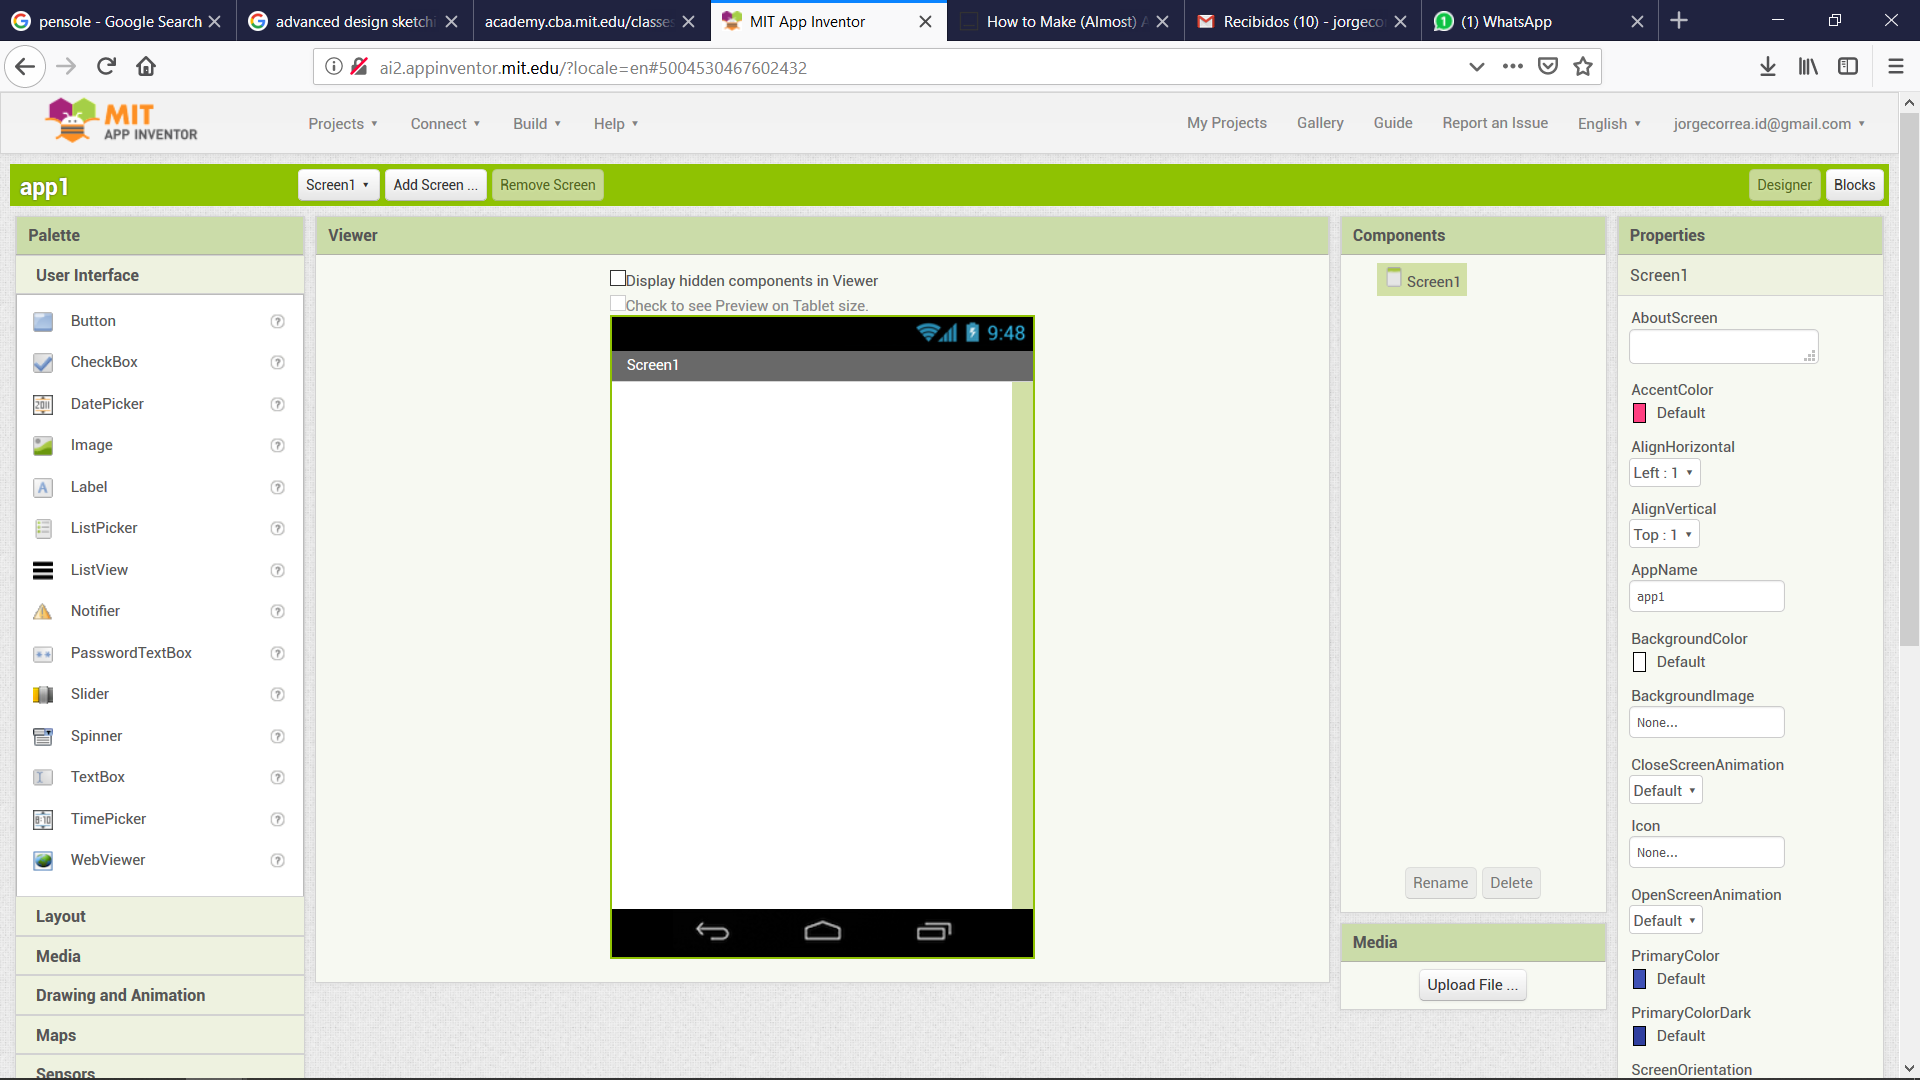 pensole - Google Search
advanced design sketchi
academy.cba.mit.edu/classes
MIT App Inventor
How to Make (Almost) A
Recibidos (10) - jorgeco
1
(1) WhatsApp
ai2.appinventor.mit.edu/?locale=en#5004530467602432
MIT
APP INVENTOR
Projects
Connect
Build
Help
My Projects
Gallery
Guide
Report an Issue
English
jorgecorrea.id@gmail.com
app1
Screen1
Add Screen ...
Remove Screen
Designer
Blocks
Palette
User Interface
Button
CheckBox
DatePicker
Image
Label
ListPicker
ListView
Notifier
PasswordTextBox
Slider
Spinner
TextBox
TimePicker
WebViewer
Layout
Media
Drawing and Animation
Maps
Sensors
Viewer
Display hidden components in Viewer
Check to see Preview on Tablet size.
9:48
Screen1
Components
Screen1
Rename
Delete
Media
Upload File ...
Properties
Screen1
AboutScreen
AccentColor
Default
AlignHorizontal
Left : 1
AlignVertical
Top : 1
AppName
app1
BackgroundColor
Default
BackgroundImage
None...
CloseScreenAnimation
Default
Icon
None...
OpenScreenAnimation
Default
PrimaryColor
Default
PrimaryColorDark
Default
ScreenOrientation